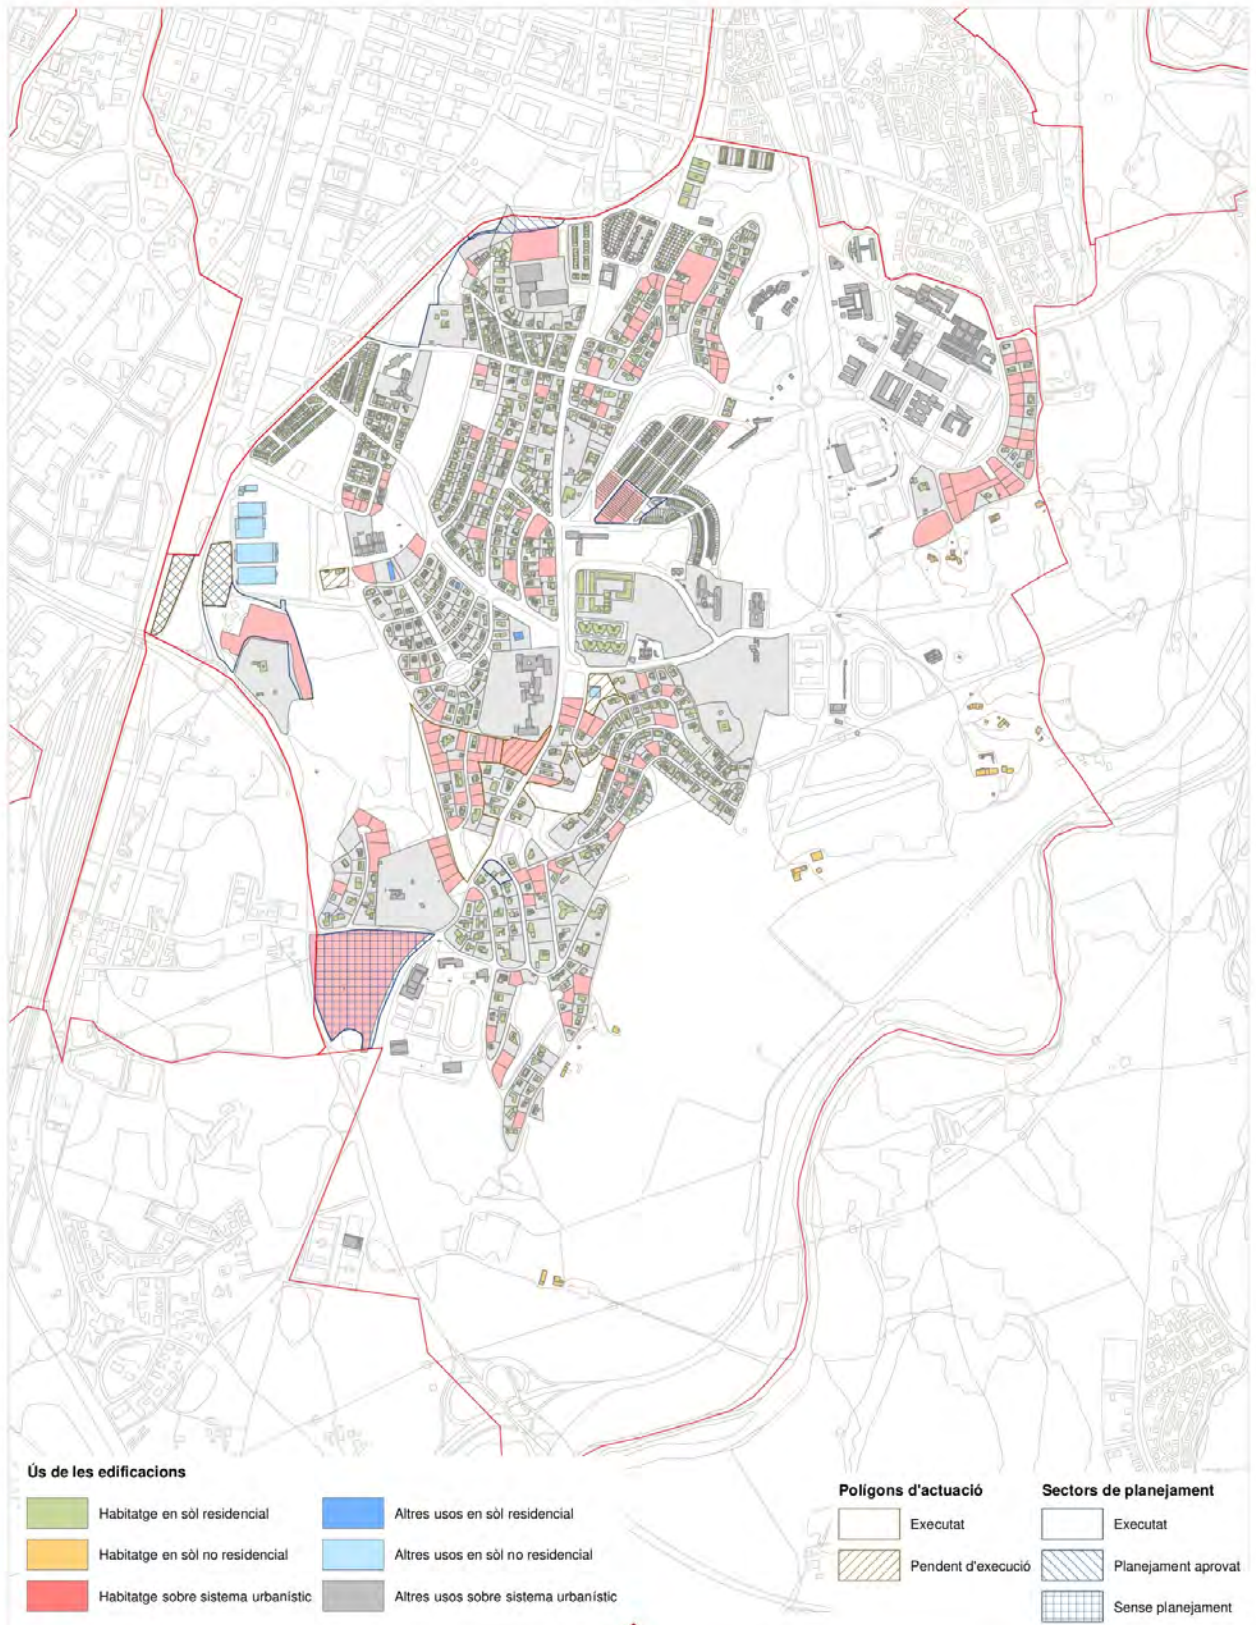 Ús de les edificacions
Habitatge en sòl residencial
Habitatge en sòl no residencial
Habitatge sobre sistema urbanístic
Altres usos en sòl residencial
Altres usos en sòl no residencial
Altres usos sobre sistema urbanístic
Polígons d'actuació
Executat
Pendent d'execució
Sectors de planejament
Executat
Planejament aprovat
Sense planejament